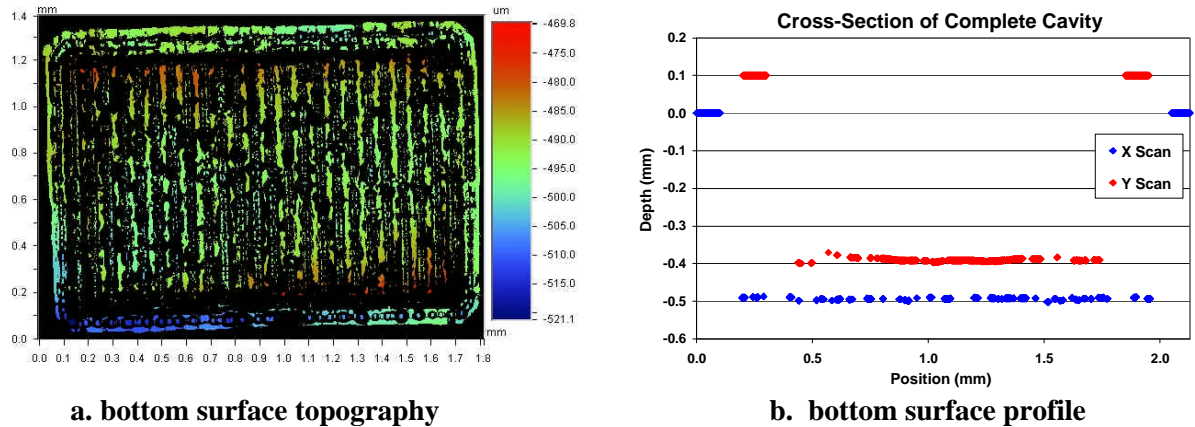 mm
1.4
1.2
1.0
0.8
0.6
0.4
0.2
0.0
0.0 0.1 0.2 0.3 0.4 0.5 0.6 0.7 0.8 0.9 1.0 1.1 1.2 1.3 1.4 1.5 1.6 1.7 1.8
um
-469.8
-475.0
-480.0
-485.0
-490.0
-495.0
-500.0
-505.0
-510.0
-515.0
-521.1
mm
a. bottom surface topography
Cross-Section of Complete Cavity
Depth (mm)
0.2
0.1
0.0
-0.1
-0.2
-0.3
-0.4
-0.5
-0.6
X Scan
Y Scan
0.0 0.5 1.0 1.5 2.0
Position (mm)
b. bottom surface profile